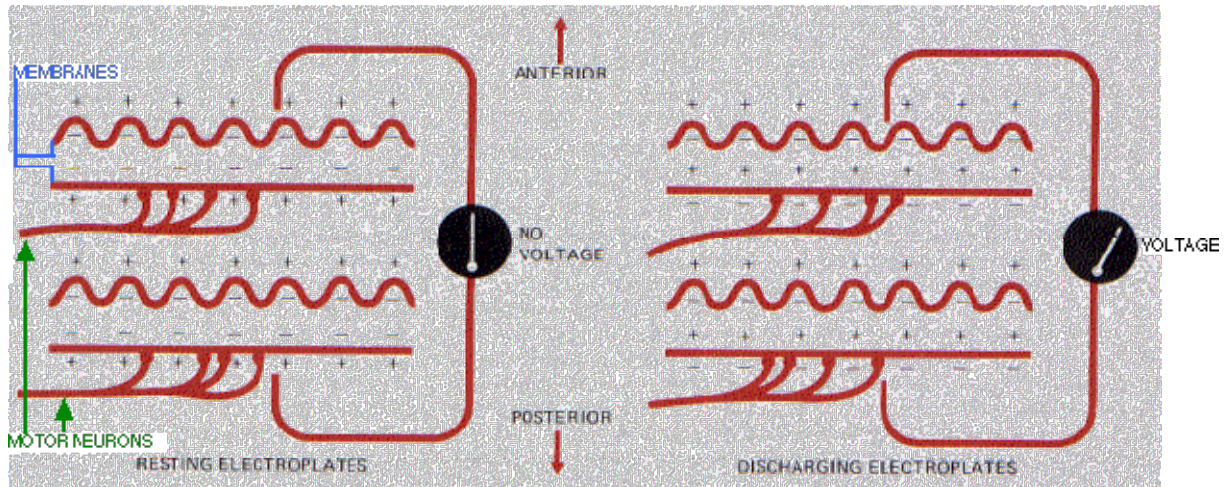 MEMBRANES
ANTERIOR
NO
VOLTAGE
VOLTAGE
POSTERIOR
MOTOR NEURONS
RESTING ELECTROPLATES
DISCHARGING ELECTROPLATES